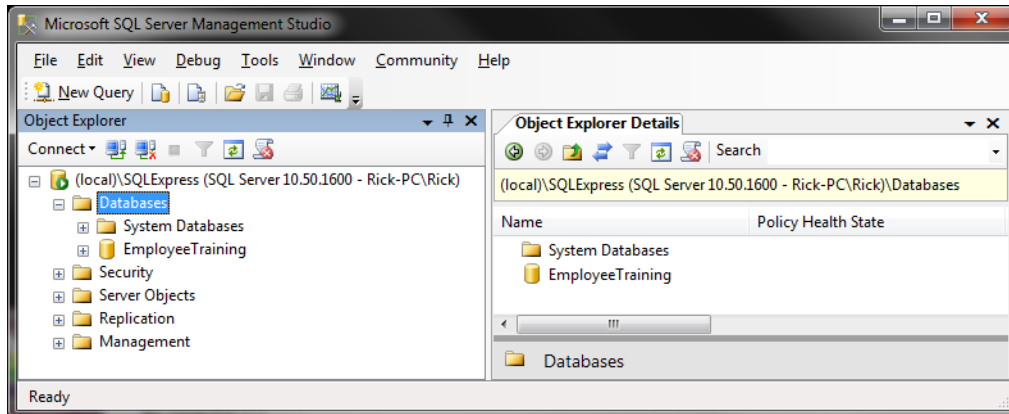 Microsoft SQL Server Management Studio
File Edit View Debug Tools Window Community Help
New Query
Object Explorer
Connect
(local)\SQLExpress (SQL Server 10.50.1600 - Rick-PC\Rick)
Databases
System Databases
EmployeeTraining
Security
Server Objects
Replication
Management
Object Explorer Details
Search
(local)\SQLExpress (SQL Server 10.50.1600 - Rick-PC\Rick)\Databases
Name Policy Health State
System Databases
EmployeeTraining
Databases
Ready